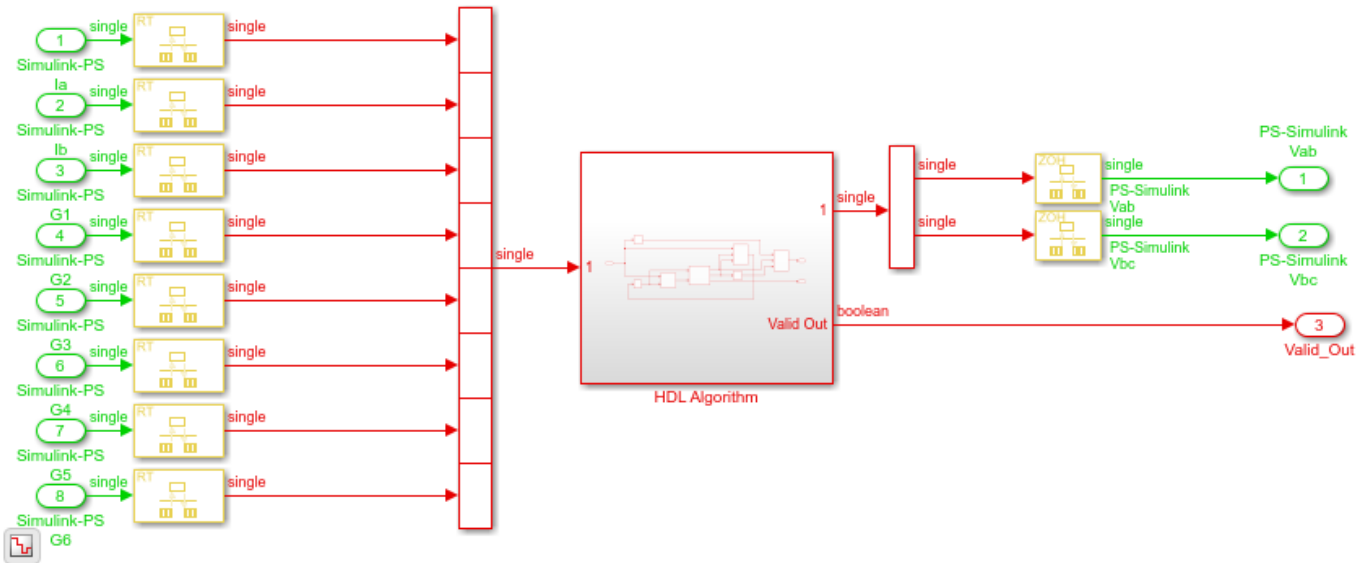 single RT single
1
Simulink-PS
Ia
single RT single
2
Simulink-PS
Ib
single RT single
3
Simulink-PS
G1
single RT single
4
Simulink-PS
G2
single RT single
5
Simulink-PS
G3
single RT single
6
Simulink-PS
G4
single RT single
7
Simulink-PS
G5
single RT single
8
Simulink-PS
G6
single
1
1
Valid Out
HDL Algorithm
single
boolean
single
single
ZOH
single
PS-Simulink
Vab
ZOH
single
PS-Simulink
Vbc
PS-Simulink
Vab
1
2
PS-Simulink
Vbc
3
Valid_Out